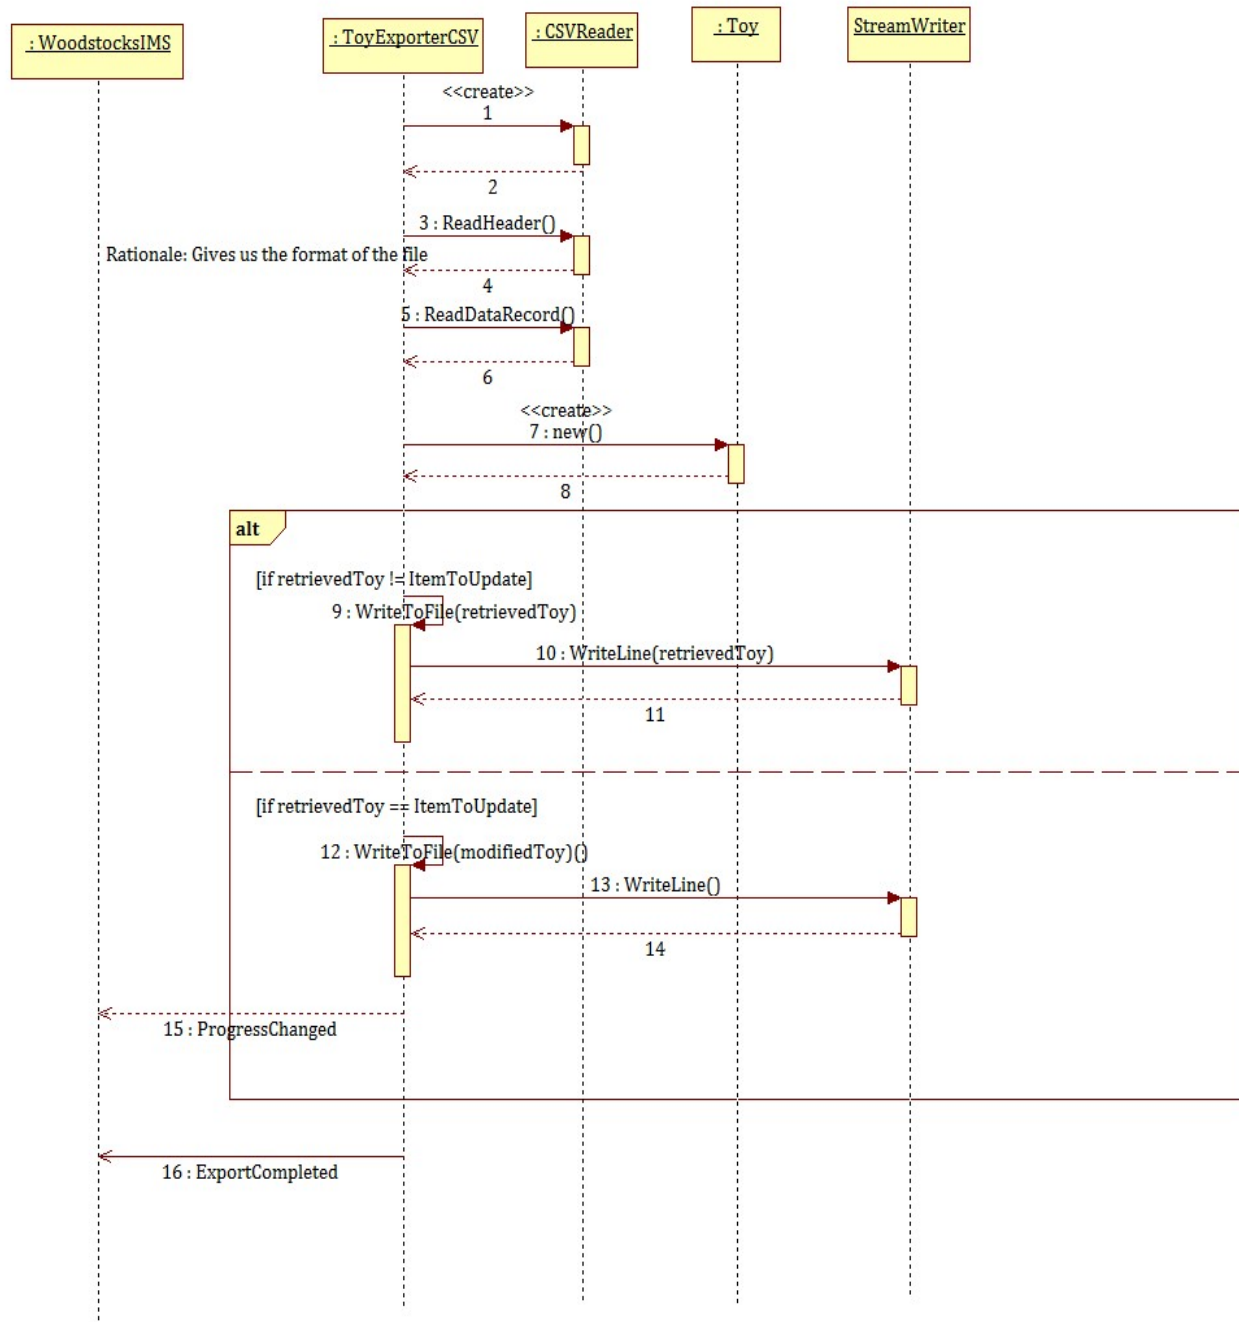 : WoodstocksIMS
: ToyExporterCSV
: CSVReader
: Toy
StreamWriter
<<create>>
1
2
3 : ReadHeader()
Rationale: Gives us the format of the file
4
5 : ReadDataRecord()
6
<<create>>
7 : new()
8
alt
[if retrievedToy != ItemToUpdate]
9 : WriteToFile(retrievedToy)
10 : WriteLine(retrievedToy)
11
[if retrievedToy == ItemToUpdate]
12 : WriteToFile(modifiedToy)()
13 : WriteLine()
14
15 : ProgressChanged
16 : ExportCompleted